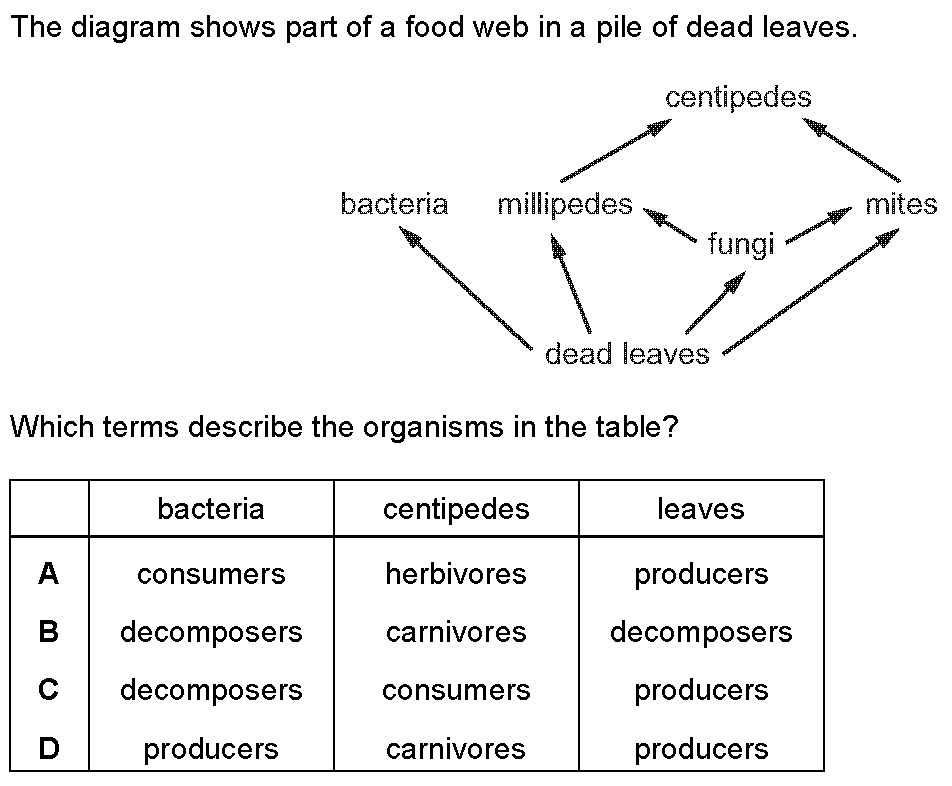 The diagram shows part of a food web in a pile of dead leaves.
centipedes
bacteria millipedes mites
fungi
dead leaves
Which terms describe the organisms in the table?
bacteria centipedes leaves
A consumers herbivores producers
B decomposers carnivores decomposers
C decomposers consumers producers
D producers carnivores producers